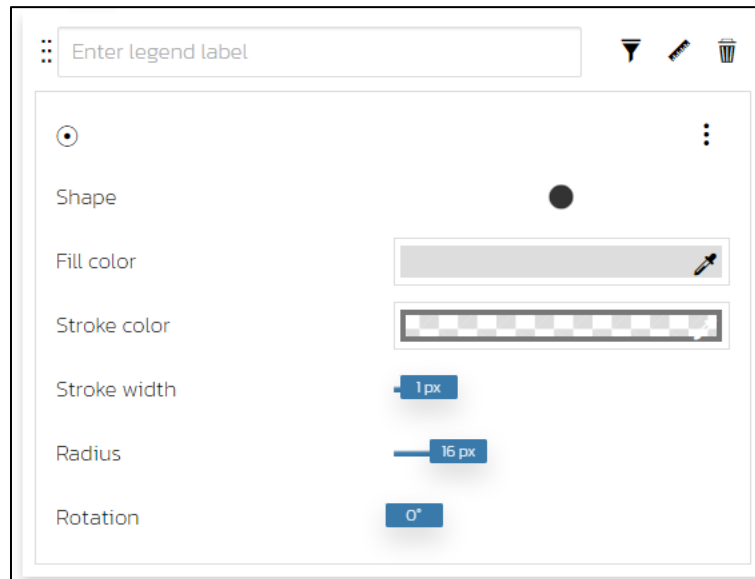 Enter legend label
Shape
Fill color
Stroke color
Stroke width
1 px
Radius
16 px
Rotation
0°